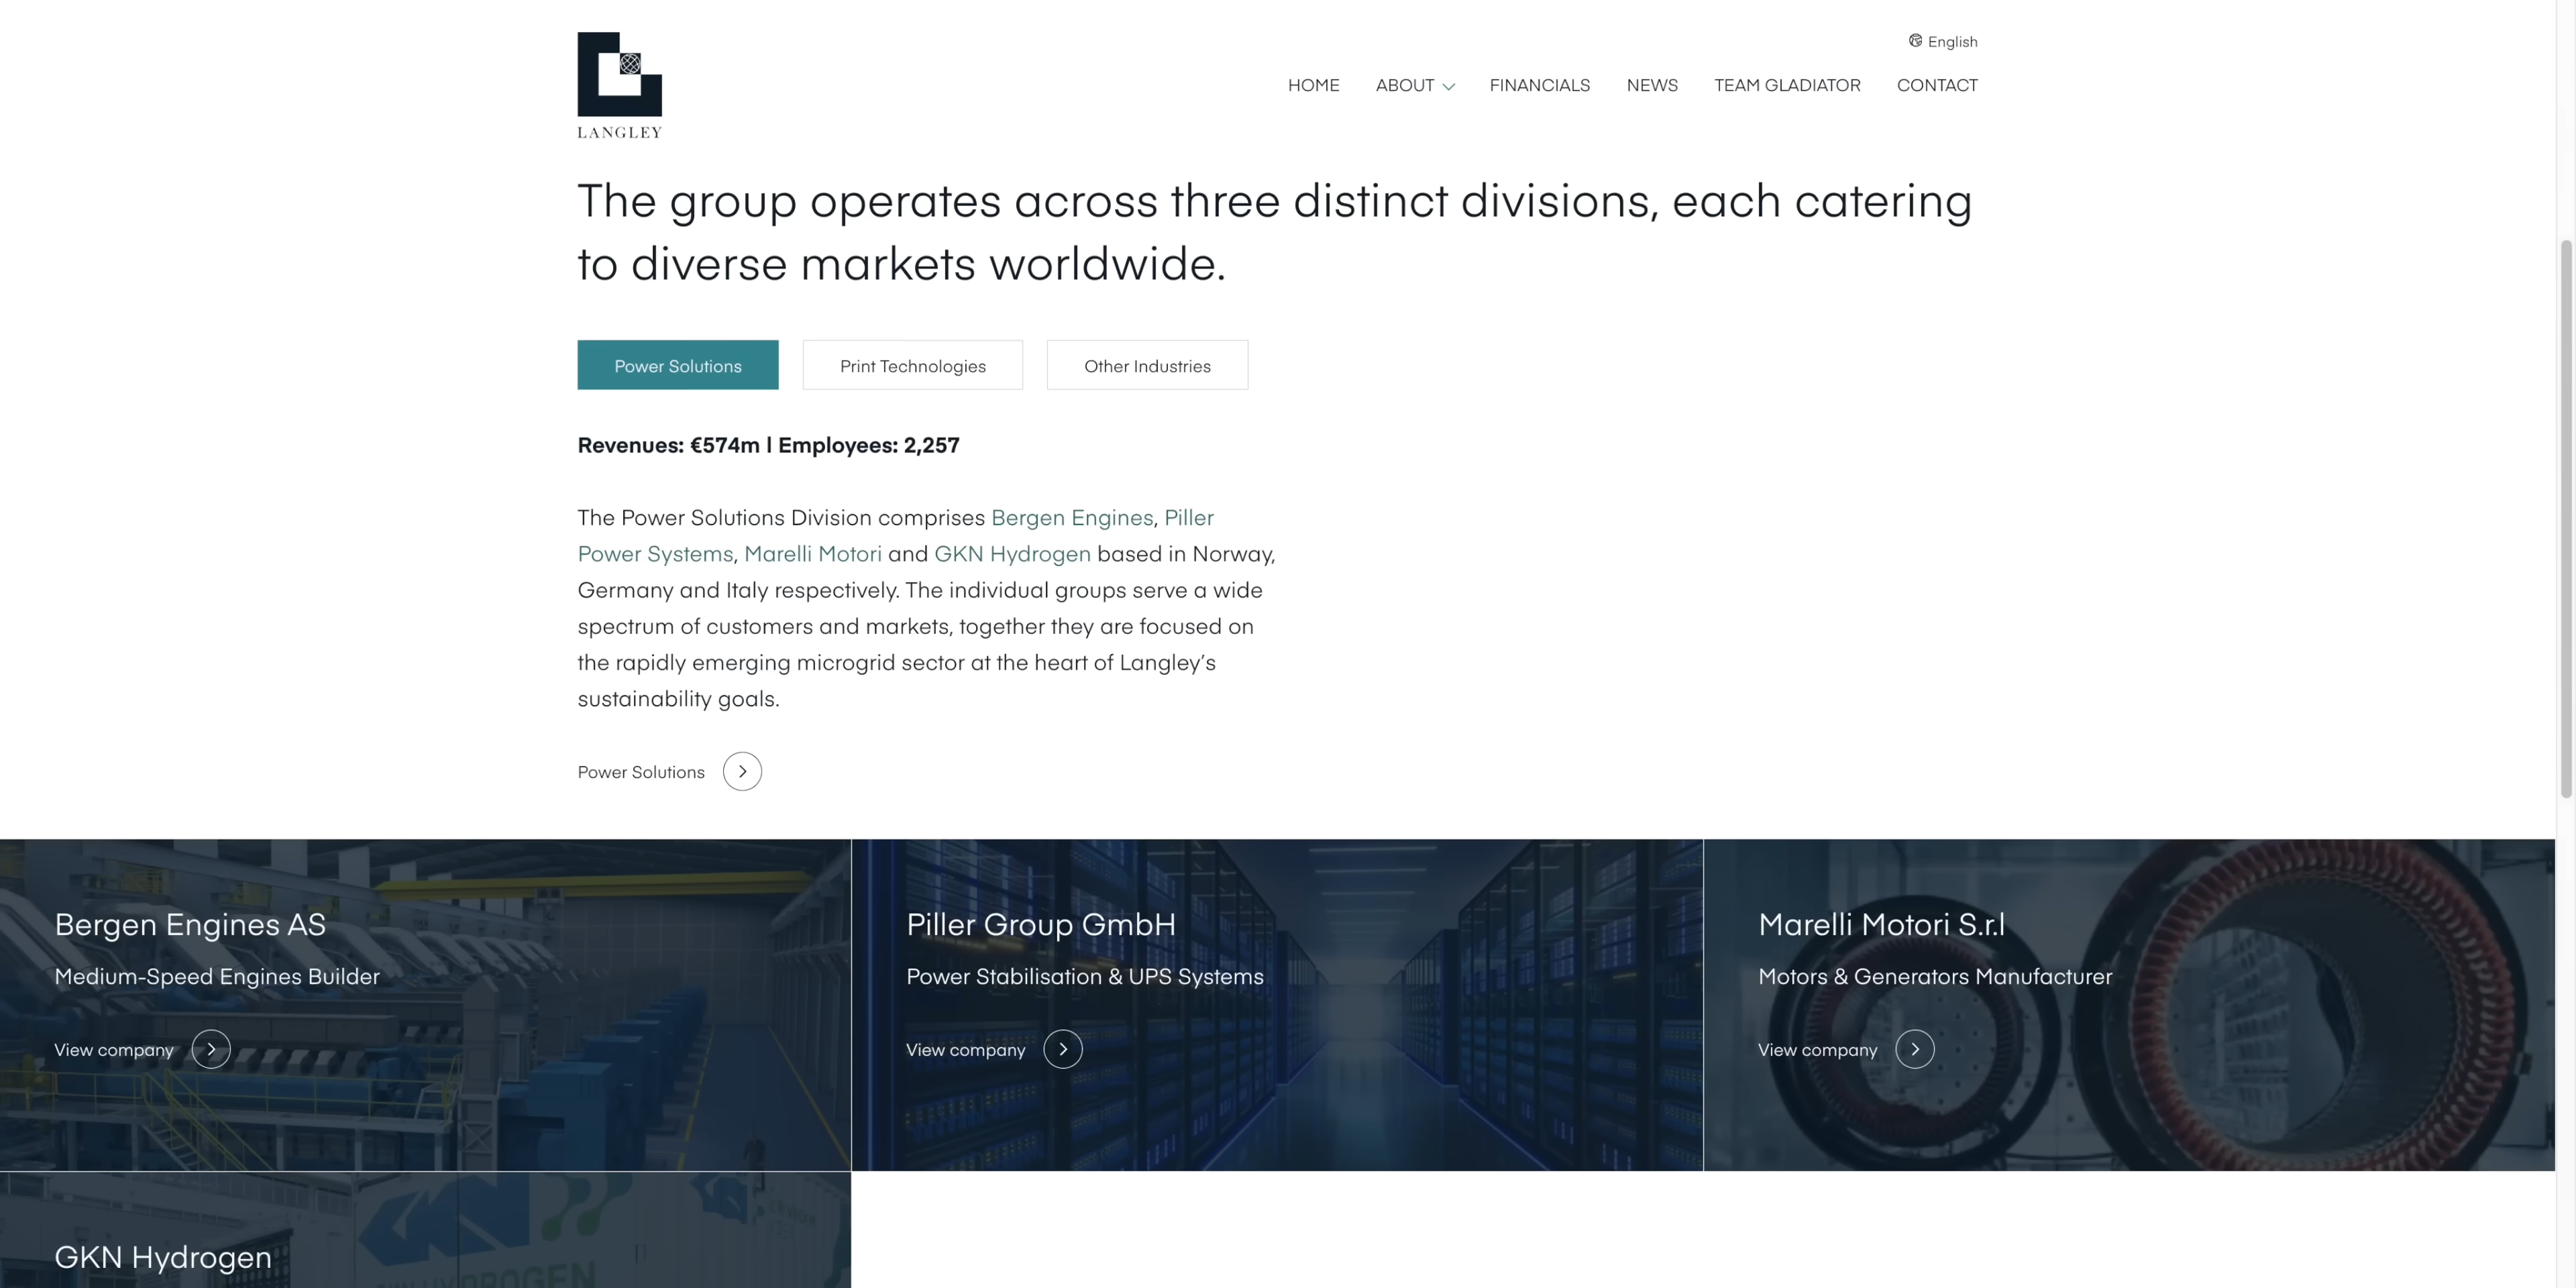 English
LANGLEY
HOME ABOUT FINANCIALS NEWS TEAM GLADIATOR CONTACT
The group operates across three distinct divisions, each catering
to diverse markets worldwide.
Power Solutions Print Technologies Other Industries
Revenues: €574m | Employees: 2,257
The Power Solutions Division comprises Bergen Engines, Piller
Power Systems, Marelli Motori and GKN Hydrogen based in Norway,
Germany and Italy respectively. The individual groups serve a wide
spectrum of customers and markets, together they are focused on
the rapidly emerging microgrid sector at the heart of Langley’s
sustainability goals.
Power Solutions
Bergen Engines AS
Medium-Speed Engines Builder
View company
Piller Group GmbH
Power Stabilisation & UPS Systems
View company
Marelli Motori S.r.l
Motors & Generators Manufacturer
View company
GKN Hydrogen